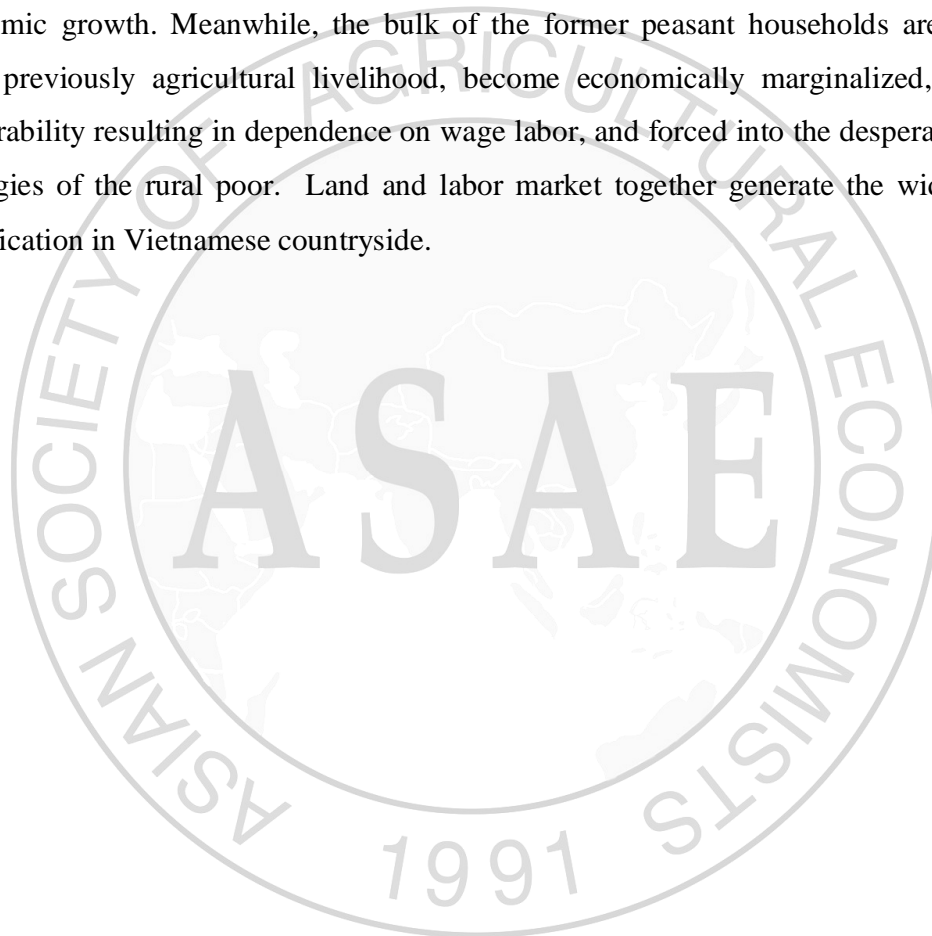 mic growth. Meanwhile, the bulk of the former peasant households are
previously agricultural livelihood, become economically marginalized,
rability resulting in dependence on wage labor, and forced into the despera
gies of the rural poor. Land and labor market together generate the wid
ication in Vietnamese countryside.
ASIAN SOCIETY OF AGRICULTURAL ECONOMISTS
ASAE
1991